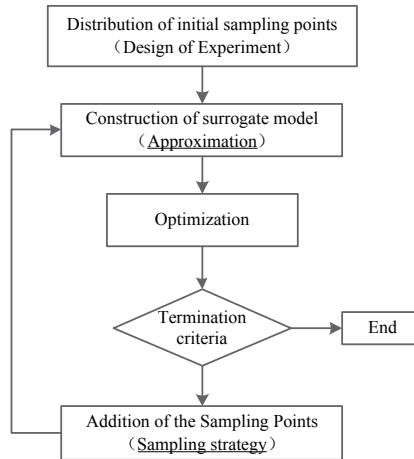 Distribution of initial sampling points
（Design of Experiment）
Construction of surrogate model
（Approximation）
Optimization
Termination
criteria
End
Addition of the Sampling Points
（Sampling strategy）